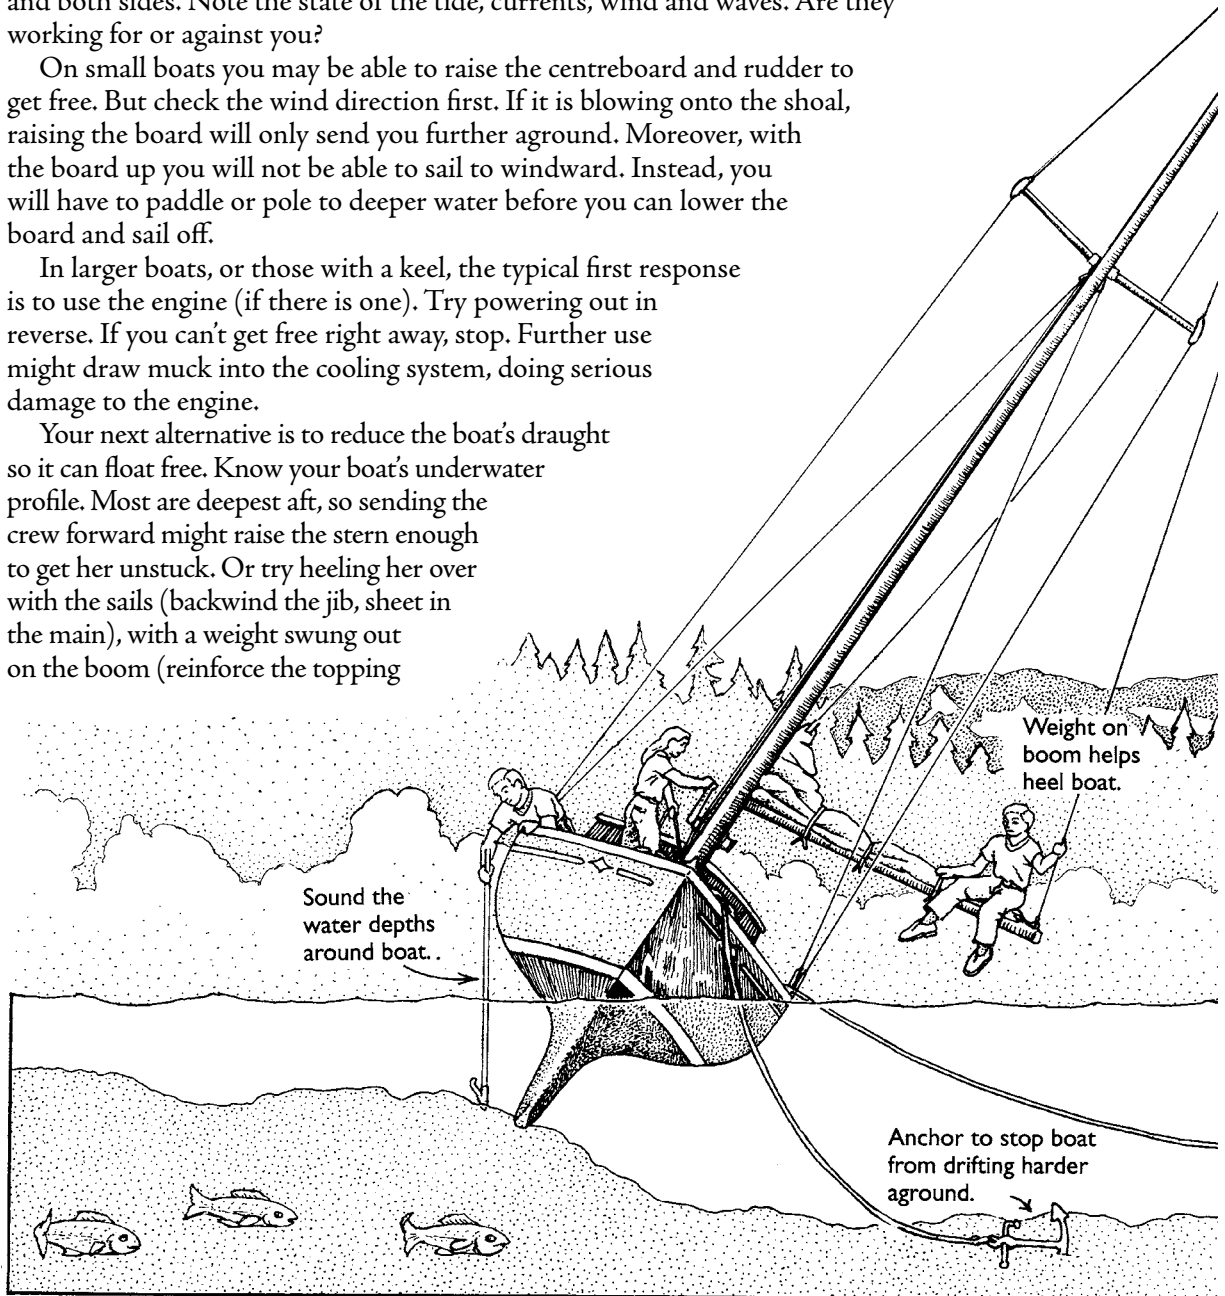 and both sides. Note the state of the tide, currents, wind and waves. Are they
working for or against you?
On small boats you may be able to raise the centreboard and rudder to
get free. But check the wind direction first. If it is blowing onto the shoal,
raising the board will only send you further aground. Moreover, with
the board up you will not be able to sail to windward. Instead, you
will have to paddle or pole to deeper water before you can lower the
board and sail off.
In larger boats, or those with a keel, the typical first response
is to use the engine (if there is one). Try powering out in
reverse. If you can't get free right away, stop. Further use
might draw muck into the cooling system, doing serious
damage to the engine.
Your next alternative is to reduce the boat's draught
so it can float free. Know your boat's underwater
profile. Most are deepest aft, so sending the
crew forward might raise the stern enough
to get her unstuck. Or try heeling her over
with the sails (backwind the jib, sheet in
the main), with a weight swung out
on the boom (reinforce the topping
Weight on
boom helps
heel boat.
Sound the
water depths
around boat. .
Anchor to stop boat
from drifting harder
aground.